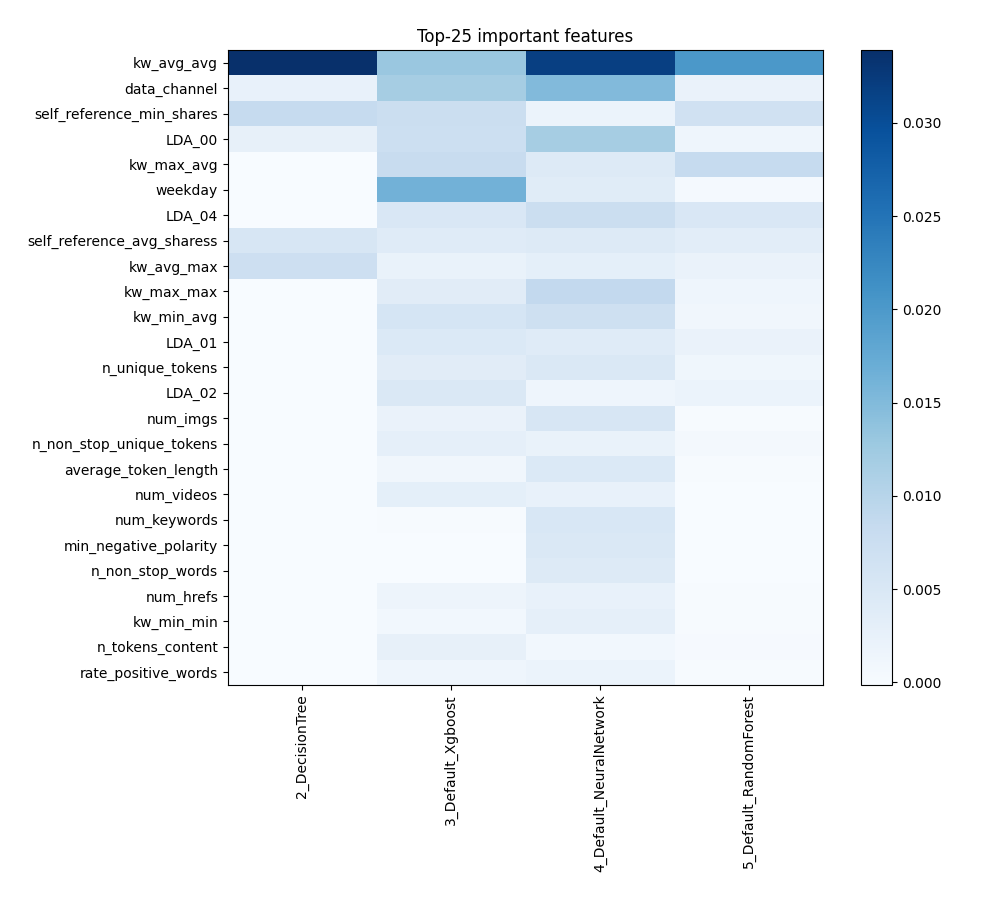 Top-25 important features
kw_avg_avg
data_channel
self_reference_min_shares
LDA_00
kw_max_avg
weekday
LDA_04
self_reference_avg_sharess
kw_avg_max
kw_max_max
kw_min_avg
LDA_01
n_unique_tokens
LDA_02
num_imgs
n_non_stop_unique_tokens
average_token_length
num_videos
num_keywords
min_negative_polarity
n_non_stop_words
num_hrefs
kw_min_min
n_tokens_content
rate_positive_words
2_DecisionTree
3_Default_Xgboost
4_Default_NeuralNetwork
5_Default_RandomForest
0.030
0.025
0.020
0.015
0.010
0.005
0.000